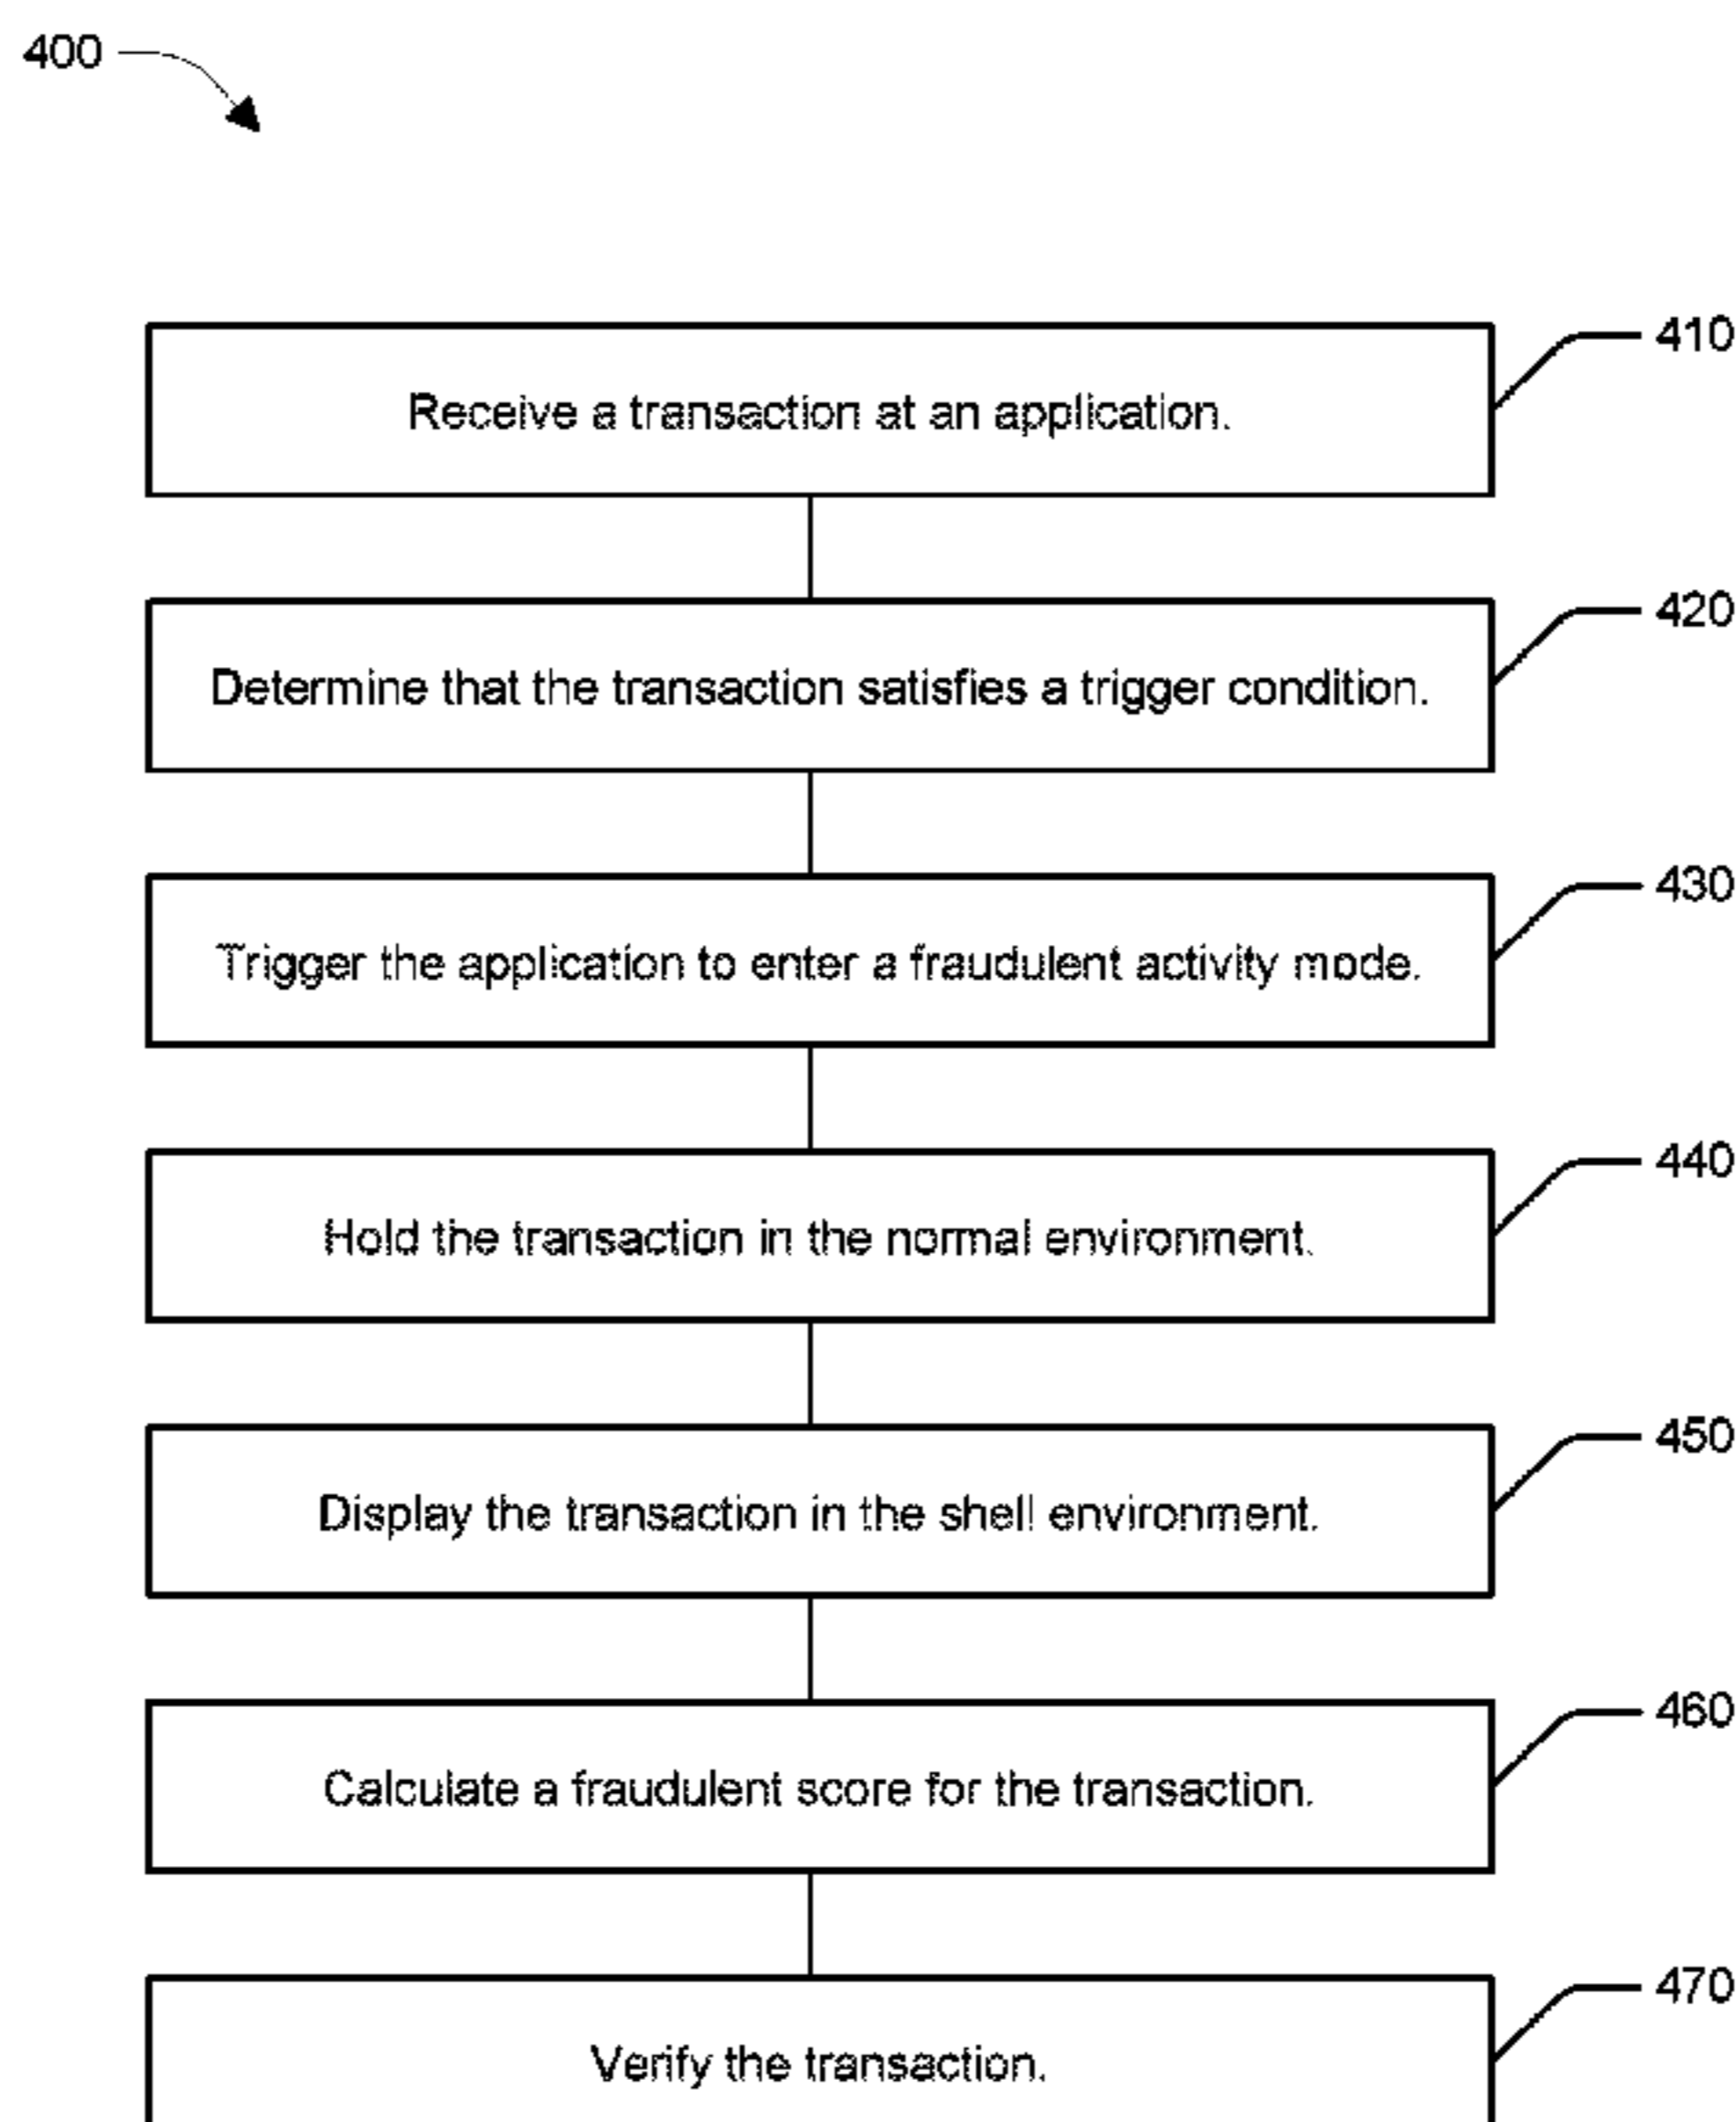 400
410
Receive a transaction at an application.
420
Determine that the transaction satisfies a trigger condition.
430
Trigger the application to enter a fraudulent activity mode.
440
Hold the transaction in the normal environment.
450
Display the transaction in the shell environment.
460
Calculate a fraudulent score for the transaction.
470
Verify the transaction.